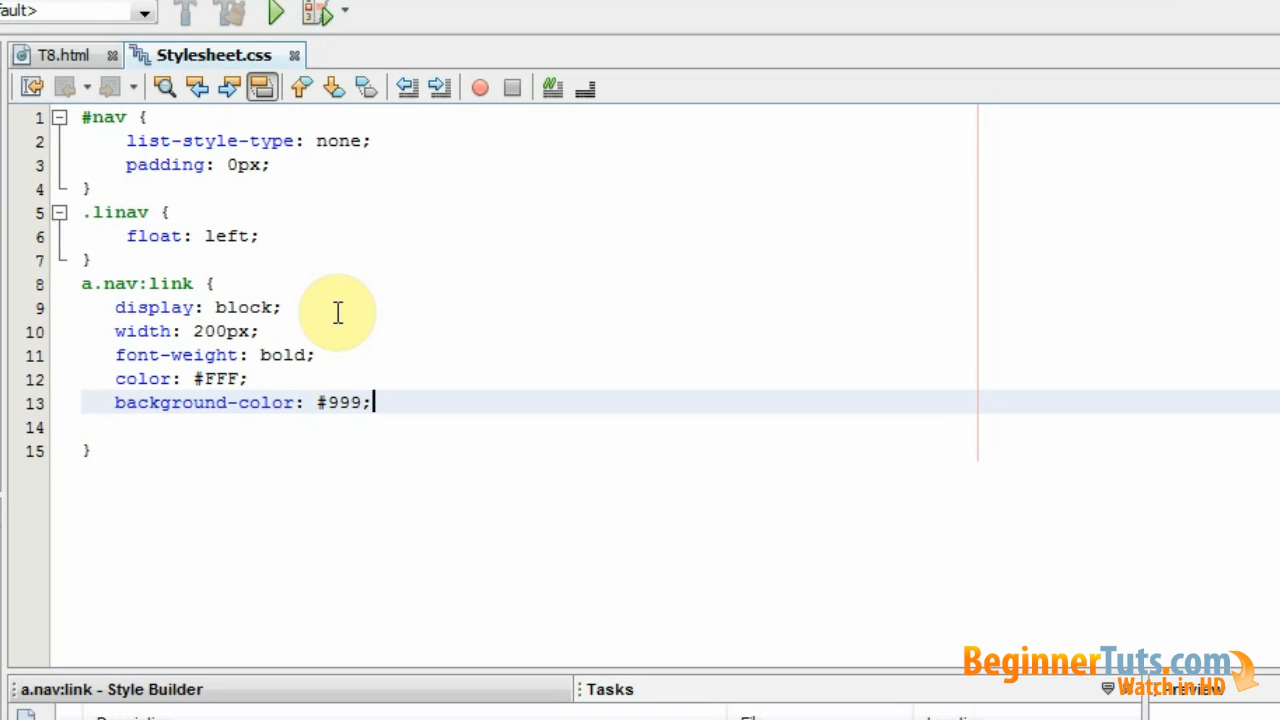 fault>
T8.html
Stylesheet.css
1 #nav {
2 list-style-type: none;
3 padding: 0px;
4 }
5 .linav {
6 float: left;
7 }
8 a.nav:link {
9 display: block;
10 width: 200px;
11 font-weight: bold;
12 color: #FFF;
13 background-color: #999;
14
15 }
BeginnerTuts.com
Watch in HD
a.nav:link - Style Builder
Tasks
Preview